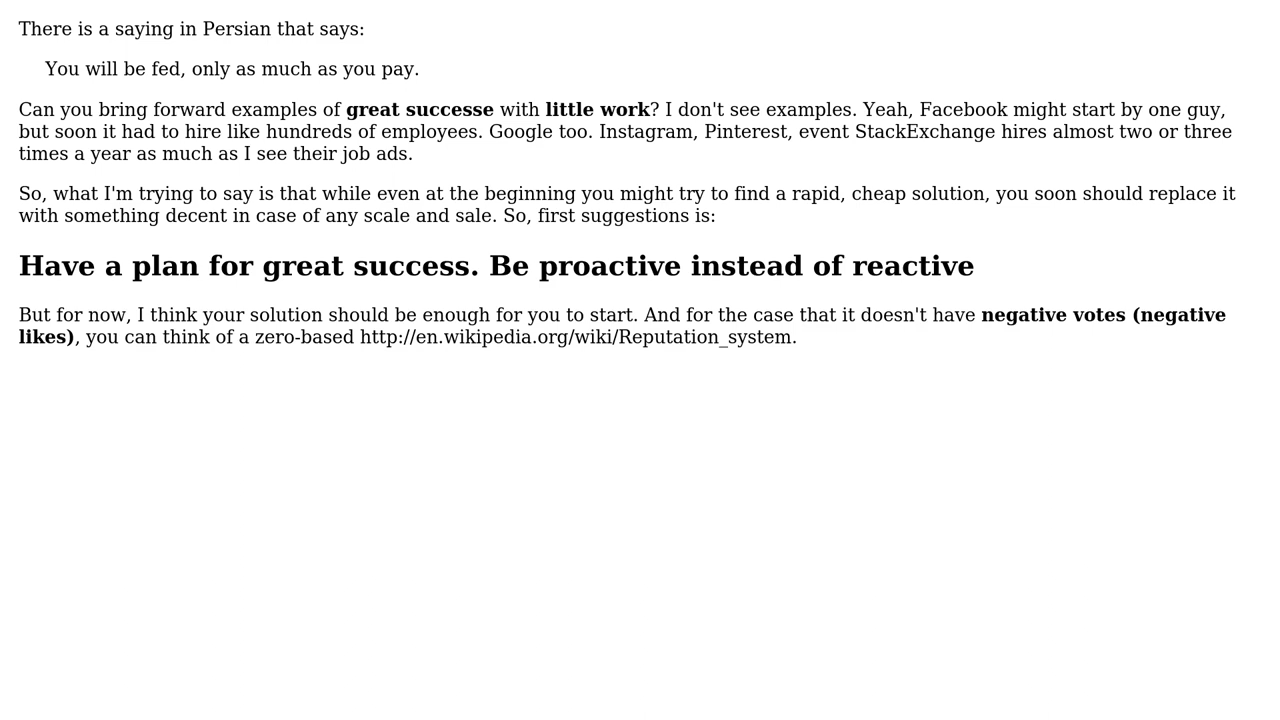 There is a saying in Persian that says:
You will be fed, only as much as you pay.
Can you bring forward examples of great successe with little work? I don't see examples. Yeah, Facebook might start by one guy,
but soon it had to hire like hundreds of employees. Google too. Instagram, Pinterest, event StackExchange hires almost two or three
times a year as much as I see their job ads.
So, what I'm trying to say is that while even at the beginning you might try to find a rapid, cheap solution, you soon should replace it
with something decent in case of any scale and sale. So, first suggestions is:
Have a plan for great success. Be proactive instead of reactive
But for now, I think your solution should be enough for you to start. And for the case that it doesn't have negative votes (negative
likes), you can think of a zero-based http://en.wikipedia.org/wiki/Reputation_system.